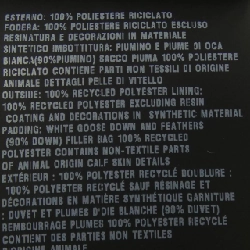 ESTERNO: 100% POLIESTERE RICICLATO
FODERA: 100% POLIESTERE RICICLATO ESCLUSO
RESINATURA E DECORAZIONI IN MATERIALE
SINTETICO IMBOTTITURA: PIUMINO E PIUME DI OCA
BIANCA(90%PIUMINO) SACCO PIUMA 100% POLIESTERE
RICICLATO CONTIENE PARTI NON TESSILI DI ORIGINE
ANIMALE DETTAGLI PELLE DI VITELLO
OUTSIDE: 100% RECYCLED POLYESTER LINING:
100% RECYCLED POLYESTER EXCLUDING RESIN
COATING AND DECORATIONS IN SYNTHETIC MATERIAL
PADDING: WHITE GOOSE DOWN AND FEATHERS
(90% DOWN) FILLER BAG 100% RECYCLED
POLYESTER CONTAINS NON-TEXTILE PARTS
OF ANIMAL ORIGIN CALF SKIN DETAILS
EXTÉRIEUR : 100% POLYESTER RECYCLÉ DOUBLURE :
100% POLYESTER RECYCLÉ SAUF RÉSINAGE ET
DÉCORATIONS EN MATIÈRE SYNTHÉTIQUE GARNITURE
: DUVET ET PLUMES D'OIE BLANCHE (90% DUVET)
REMBOURRAGE PLUMES 100% POLYESTER RECYCLÉ
CONTIENT DES PARTIES NON TEXTILES
D'ORIGINE ANIMALE